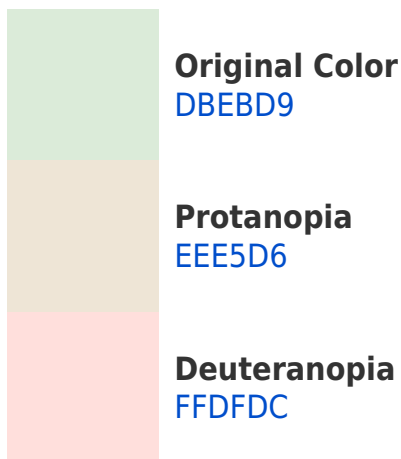 Original Color
DBEBD9
Protanopia
EEE5D6
Deuteranopia
FFDFDC